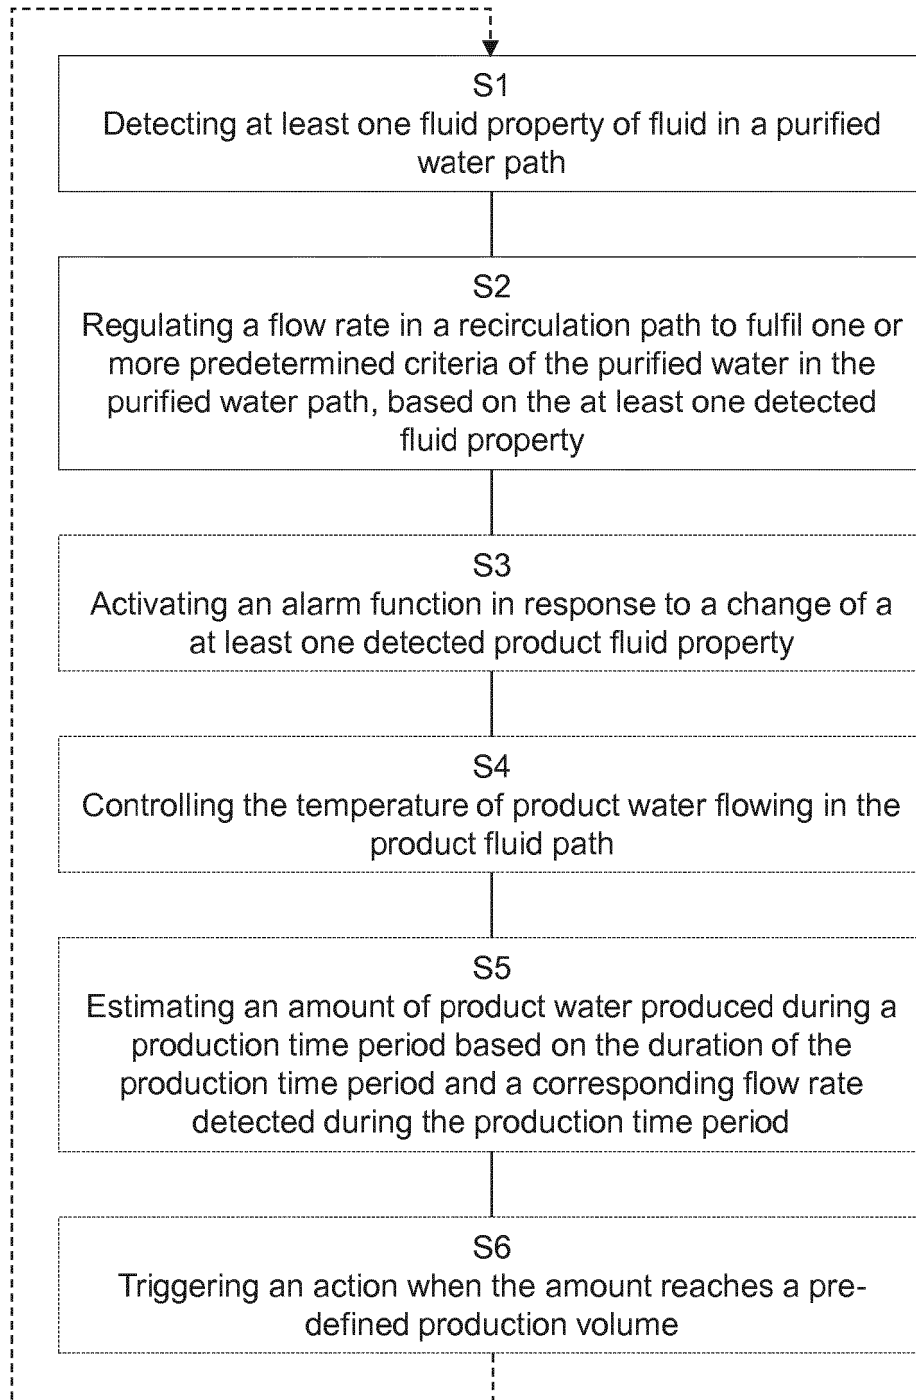 S1
Detecting at least one fluid property of fluid in a purified
water path
S2
Regulating a flow rate in a recirculation path to fulfil one or
more predetermined criteria of the purified water in the
purified water path, based on the at least one detected
fluid property
S3
Activating an alarm function in response to a change of a
at least one detected product fluid property
S4
Controlling the temperature of product water flowing in the
product fluid path
S5
Estimating an amount of product water produced during a
production time period based on the duration of the
production time period and a corresponding flow rate
detected during the production time period
S6
Triggering an action when the amount reaches a pre-
defined production volume